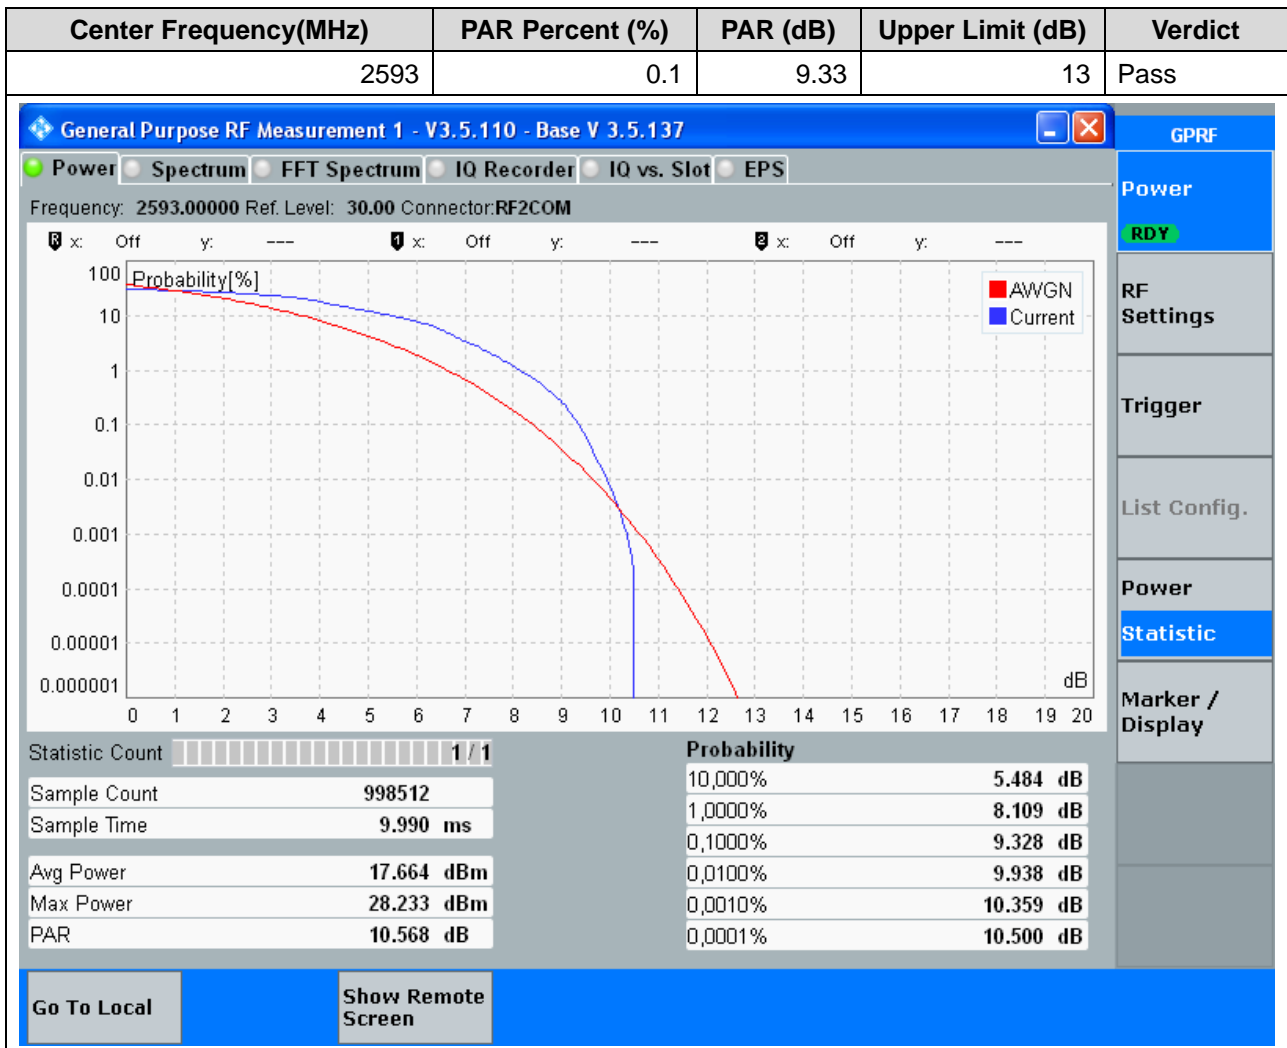 Center Frequency(MHz) PAR Percent (%) PAR (dB) Upper Limit (dB) Verdict
2593 0.1 9.33 13 Pass
General Purpose RF Measurement 1 - V3.5.110 - Base V 3.5.137
GPRF
Power Spectrum FFT Spectrum IQ Recorder IQ vs. Slot EPS
Frequency: 2593.00000 Ref. Level: 30.00 Connector:RF2COM
R x: Off y: --- 1 x: Off y: --- 2 x: Off y: ---
Probability[%]
100
10
1
0.1
0.01
0.001
0.0001
0.00001
0.000001
AWGN
Current
dB
0 1 2 3 4 5 6 7 8 9 10 11 12 13 14 15 16 17 18 19 20
Statistic Count 1 / 1
Sample Count 998512
Sample Time 9.990 ms
Avg Power 17.664 dBm
Max Power 28.233 dBm
PAR 10.568 dB
Probability
10,000% 5.484 dB
1,0000% 8.109 dB
0,1000% 9.328 dB
0,0100% 9.938 dB
0,0010% 10.359 dB
0,0001% 10.500 dB
Power
RDY
RF
Settings
Trigger
List Config.
Power
Statistic
Marker /
Display
Go To Local
Show Remote
Screen